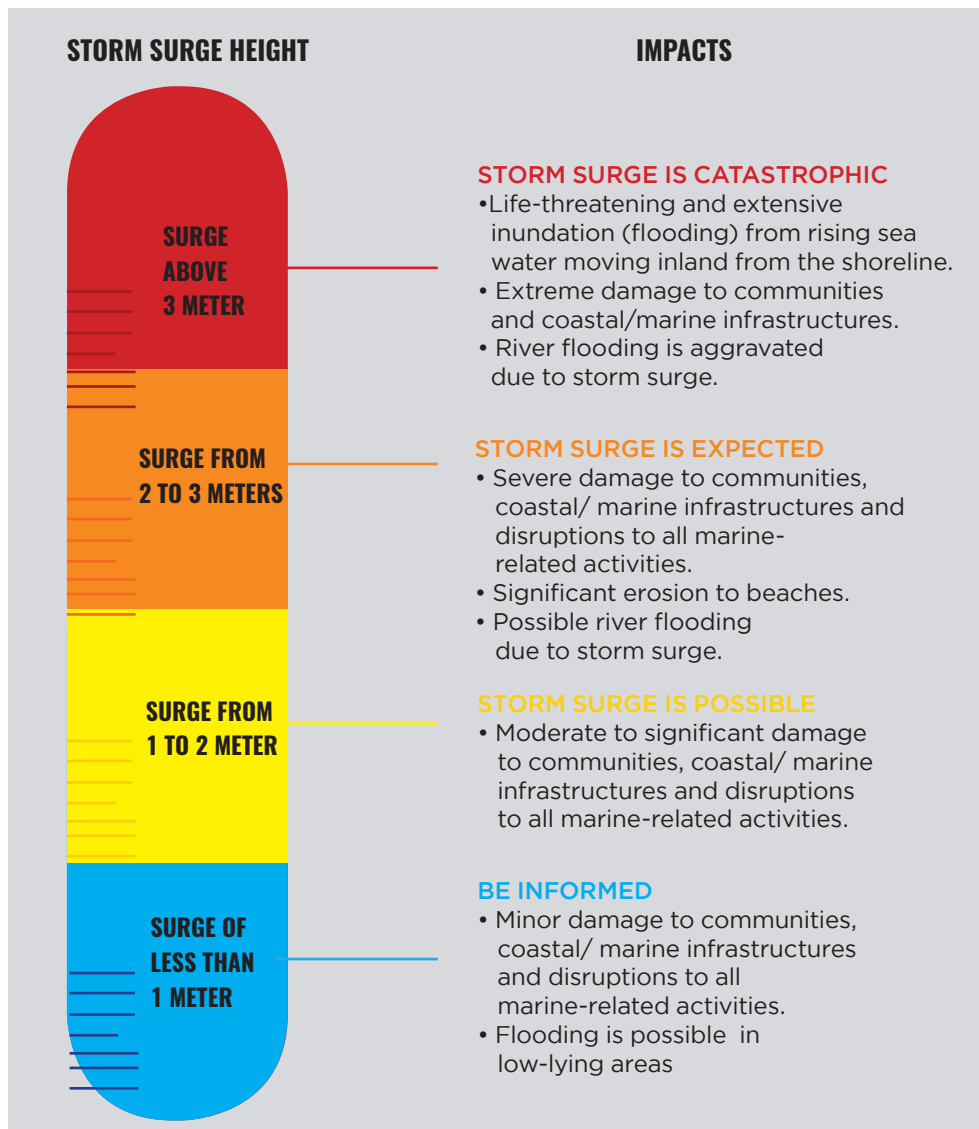 STORM SURGE HEIGHT
IMPACTS
SURGE
ABOVE
3 METER
STORM SURGE IS CATASTROPHIC
•Life-threatening and extensive
inundation (flooding) from rising sea
water moving inland from the shoreline.
• Extreme damage to communities
and coastal/marine infrastructures.
• River flooding is aggravated
due to storm surge.
SURGE FROM
2 TO 3 METERS
STORM SURGE IS EXPECTED
• Severe damage to communities,
coastal/ marine infrastructures and
disruptions to all marine-
related activities.
• Significant erosion to beaches.
• Possible river flooding
due to storm surge.
SURGE FROM
1 TO 2 METER
STORM SURGE IS POSSIBLE
• Moderate to significant damage
to communities, coastal/ marine
infrastructures and disruptions
to all marine-related activities.
SURGE OF
LESS THAN
1 METER
BE INFORMED
• Minor damage to communities,
coastal/ marine infrastructures
and disruptions to all
marine-related activities.
• Flooding is possible in
low-lying areas